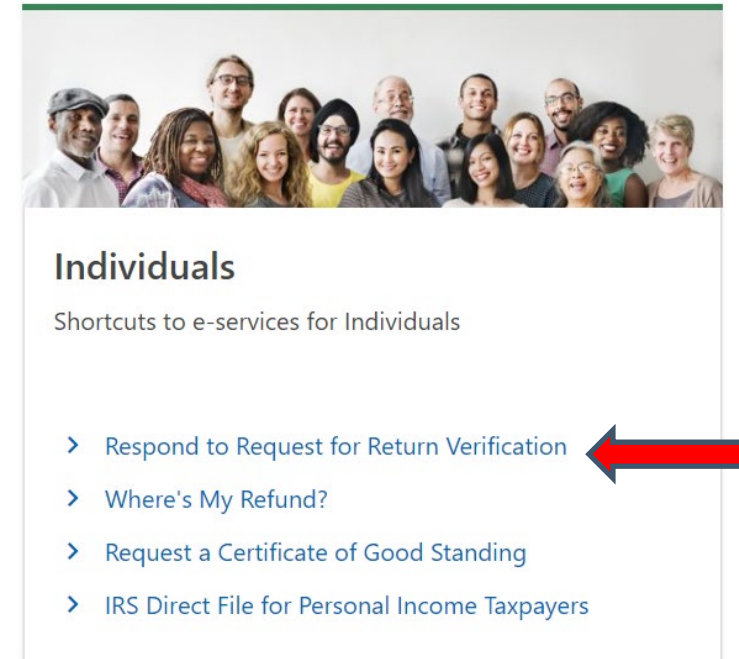 Individuals
Shortcuts to e-services for Individuals
Respond to Request for Return Verification
Where's My Refund?
Request a Certificate of Good Standing
IRS Direct File for Personal Income Taxpayers